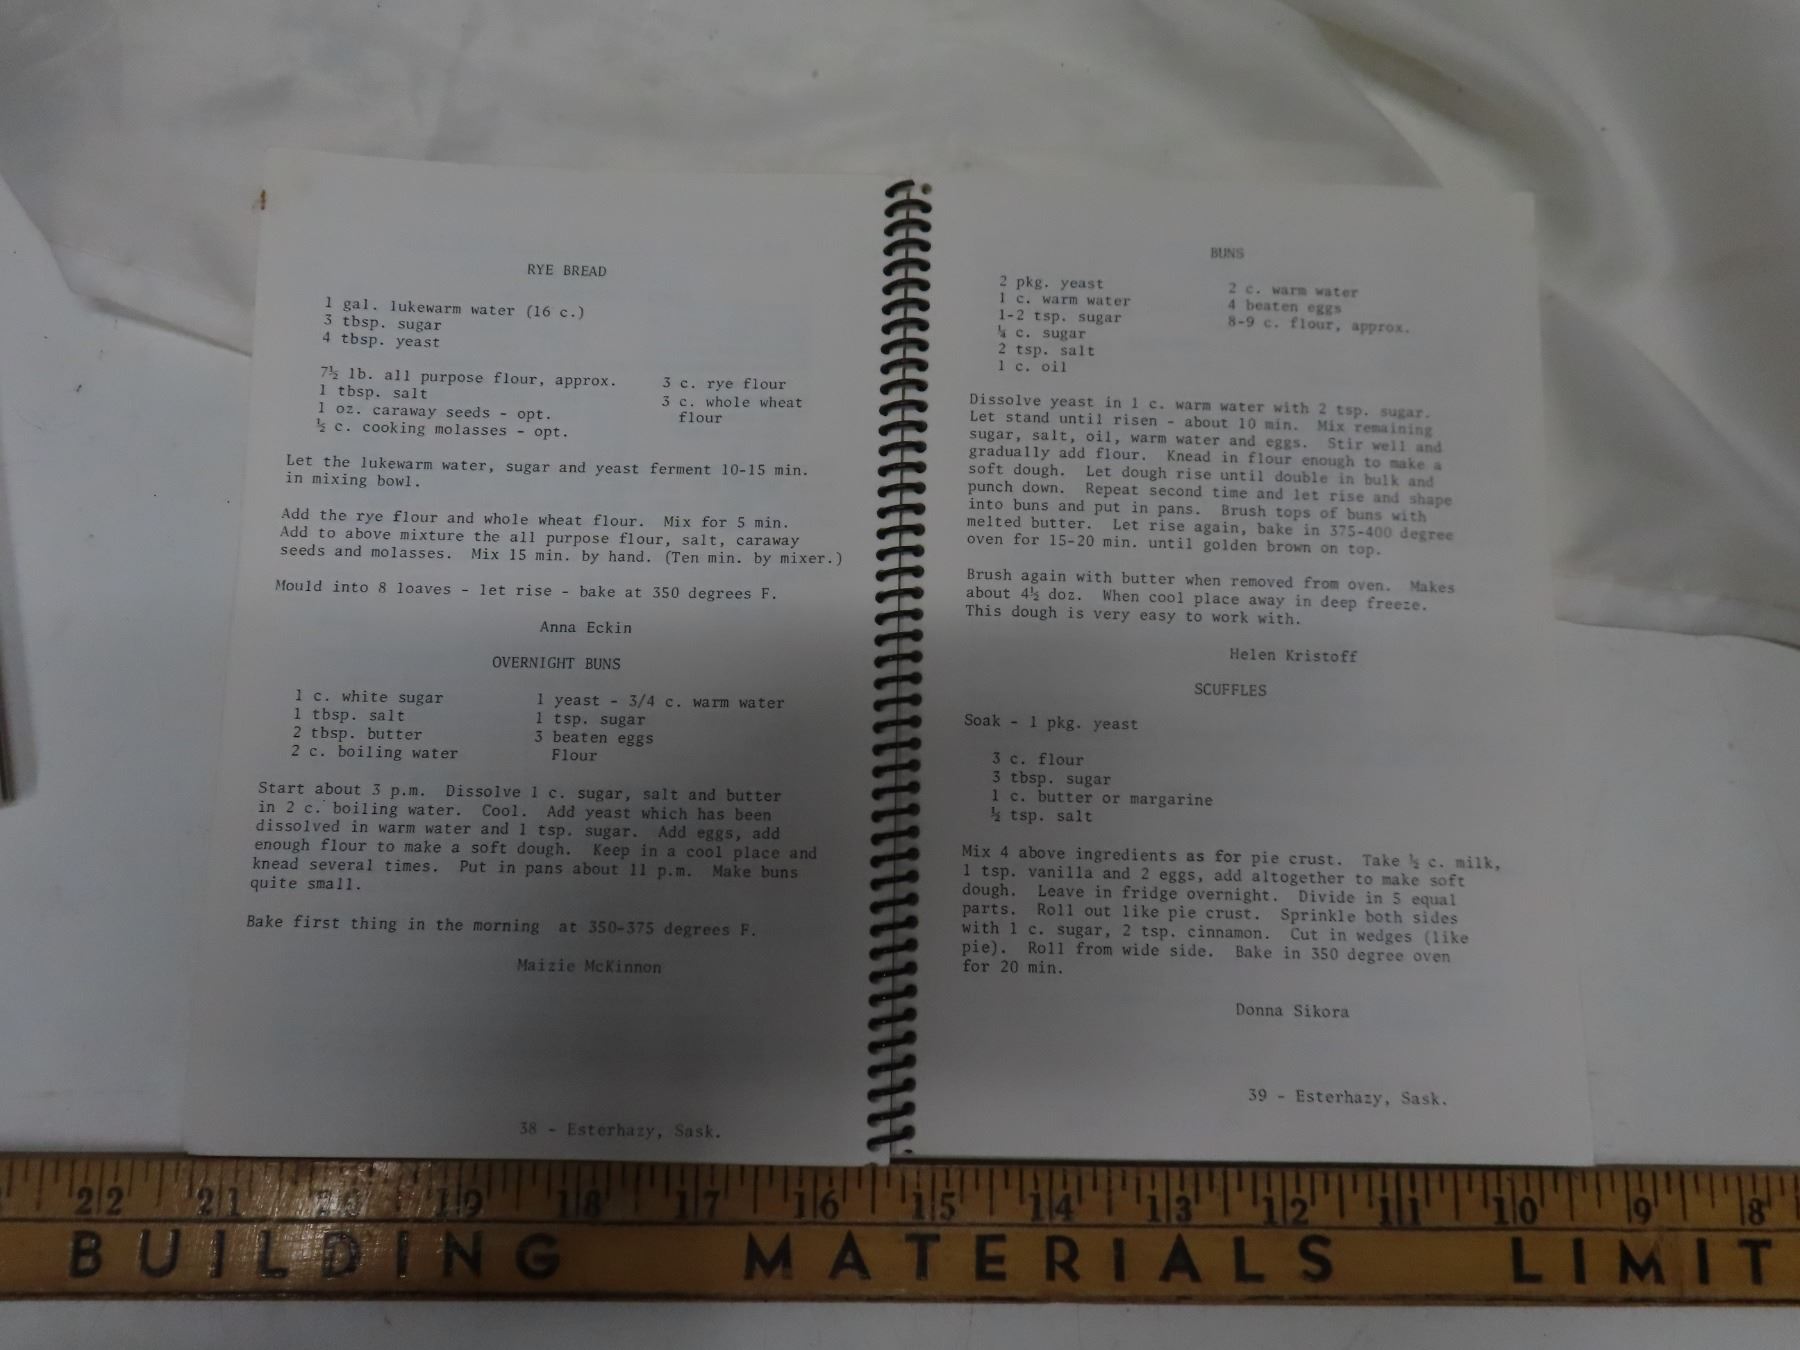 RYE BREAD
1 gal. lukewarm water (16 c.)
3 tbsp. sugar
4 tbsp. yeast
7½ lb. all purpose flour, approx.
1 tbsp. salt
1 oz. caraway seeds - opt.
½ c. cooking molasses - opt.
3 c. rye flour
3 c. whole wheat
flour
Let the lukewarm water, sugar and yeast ferment 10-15 min.
in mixing bowl.
Add the rye flour and whole wheat flour. Mix for 5 min.
Add to above mixture the all purpose flour, salt, caraway
seeds and molasses. Mix 15 min. by hand. (Ten min. by mixer.)
Mould into 8 loaves - let rise - bake at 350 degrees F.
Anna Eckin
OVERNIGHT BUNS
1 c. white sugar
1 tbsp. salt
2 tbsp. butter
2 c. boiling water
1 yeast - 3/4 c. warm water
1 tsp. sugar
3 beaten eggs
Flour
Start about 3 p.m. Dissolve 1 c. sugar, salt and butter
in 2 c. boiling water. Cool. Add yeast which has been
dissolved in warm water and 1 tsp. sugar. Add eggs, add
enough flour to make a soft dough. Keep in a cool place and
knead several times. Put in pans about 11 p.m. Make buns
quite small.
Bake first thing in the morning at 350-375 degrees F.
Maizie McKinnon
38 - Esterhazy, Sask.
BUNS
2 pkg. yeast
1 c. warm water
1-2 tsp. sugar
¼ c. sugar
2 tsp. salt
1 c. oil
2 c. warm water
4 beaten eggs
8-9 c. flour, approx.
Dissolve yeast in 1 c. warm water with 2 tsp. sugar.
Let stand until risen - about 10 min. Mix remaining
sugar, salt, oil, warm water and eggs. Stir well and
gradually add flour. Knead in flour enough to make a
soft dough. Let dough rise until double in bulk and
punch down. Repeat second time and let rise and shape
into buns and put in pans. Brush tops of buns with
melted butter. Let rise again, bake in 375-400 degree
oven for 15-20 min. until golden brown on top.
Brush again with butter when removed from oven. Makes
about 4½ doz. When cool place away in deep freeze.
This dough is very easy to work with.
Helen Kristoff
SCUFFLES
Soak - 1 pkg. yeast
3 c. flour
3 tbsp. sugar
1 c. butter or margarine
½ tsp. salt
Mix 4 above ingredients as for pie crust. Take ½ c. milk,
1 tsp. vanilla and 2 eggs, add altogether to make soft
dough. Leave in fridge overnight. Divide in 5 equal
parts. Roll out like pie crust. Sprinkle both sides
with 1 c. sugar, 2 tsp. cinnamon. Cut in wedges (like
pie). Roll from wide side. Bake in 350 degree oven
for 20 min.
Donna Sikora
39 - Esterhazy, Sask.
22 21 20 19 18 17 16 15 14 13 12 11 10 9 8
BUILDING MATERIALS LIMIT